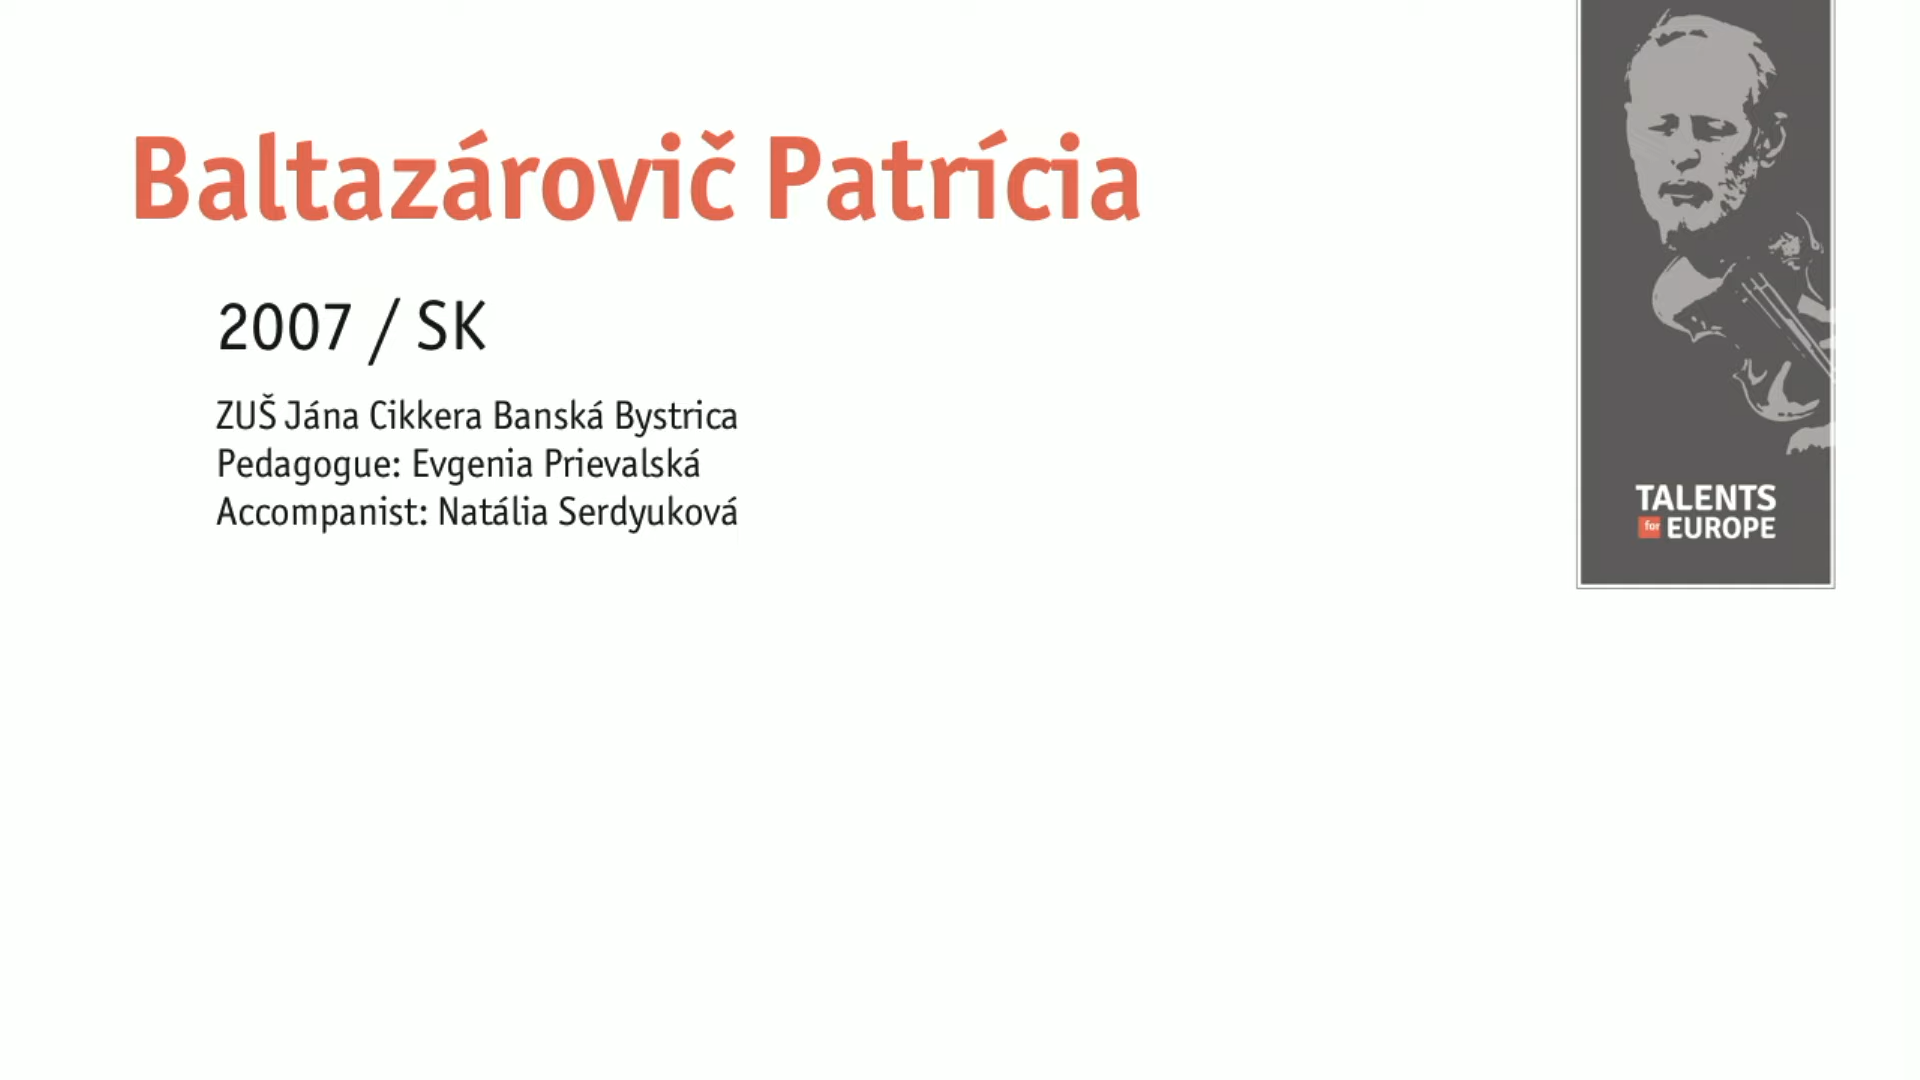 Baltazárovič Patrícia
2007 / SK
ZUŠ Jána Cikkera Banská Bystrica
Pedagogue: Evgenia Prievalská
Accompanist: Natália Serdyuková
TALENTS
for EUROPE